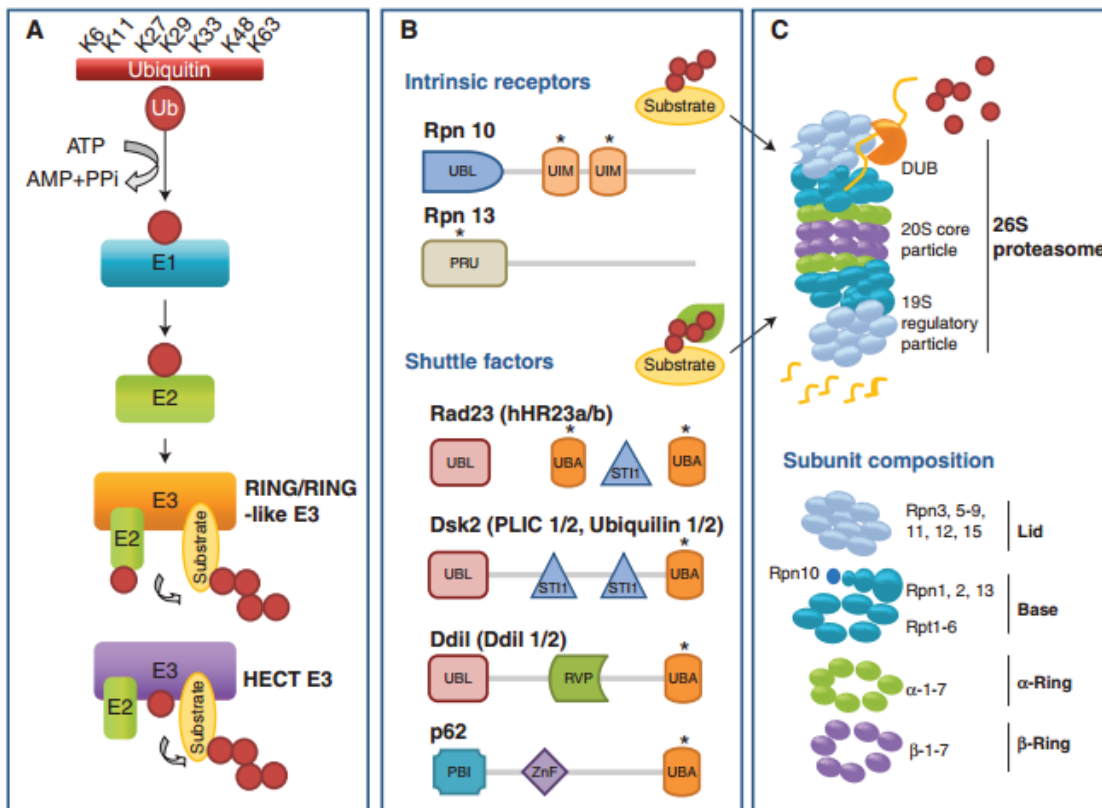 A
K6 K11 K27 K29 K33 K48 K63
Ubiquitin
Ub
ATP
AMP+PPi
E1
E2
E3
RING/RING
-like E3
E2
Substrate
E3
HECT E3
E2
Substrate
B
Intrinsic receptors
Substrate
Rpn 10
* *
UBL UIM UIM
Rpn 13
*
PRU
Substrate
Shuttle factors
Rad23 (hHR23a/b)
* *
UBL UBA STI1 UBA
Dsk2 (PLIC 1/2, Ubiquilin 1/2)
*
UBL STI1 STI1 UBA
Ddil (Ddil 1/2)
*
UBL RVP UBA
p62
*
PBI ZnF UBA
C
DUB
20S core
particle
26S
proteasome
19S
regulatory
particle
Subunit composition
Rpn3, 5-9,
11, 12, 15
Lid
Rpn10
Rpn1, 2, 13
Rpt1-6
Base
α-1-7
α-Ring
β-1-7
β-Ring